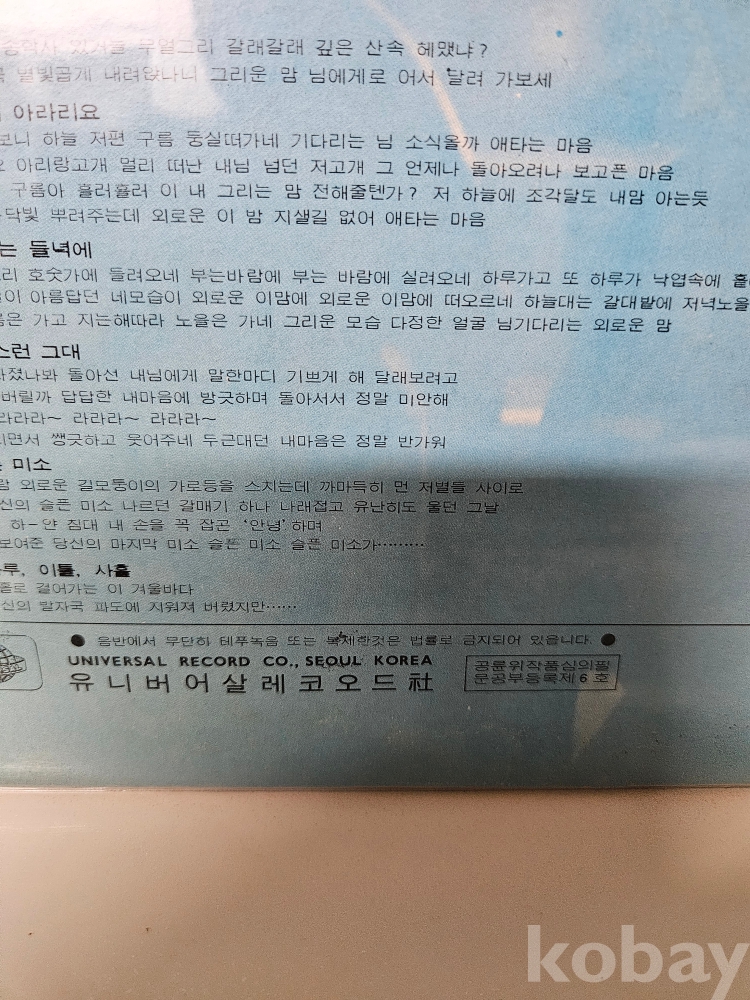 있거늘 무얼그리 갈래갈래 깊은 산속 헤맸냐?
별빛곱게 내려앉나니 그리운 맘 님에게로 어서 달려 가보세
아라리요
보니 하늘 저편 구름 둥실떠가네 기다리는 님 소식올까 애타는 마음
아리랑고개 멀리 떠난 내님 넘던 저고개 그 언제나 돌아오려나 보고픈 마음
구름아 흘러흘러 이 내 그리는 맘 전해줄텐가? 저 하늘에 조각달도 내맘 아는듯
닥빛 뿌려주는데 외로운 이 밤 지샐길 없어 애타는 마음
는 들녘에
리 호숫가에 들려오네 부는바람에 부는 바람에 실려오네 하루가고 또 하루가 낙엽속에
이 아름답던 네모습이 외로운 이맘에 외로운 이맘에 떠오르네 하늘대는 갈대밭에 저녁노을
은 가고 지는해따라 노을은 가네 그리운 모습 다정한 얼굴 님기다리는 외로운 맘
스런 그대
졌나봐 돌아선 내님에게 말한마디 기쁘게 해 달래보려고
버릴까 답답한 내마음에 방긋하며 돌아서서 정말 미안해
라라라~ 라라라~ 라라라~
면서 쌩긋하고 웃어주네 두근대던 내마음은 정말 반가워
미소
외로운 길모퉁이의 가로등을 스치는데 까마득히 먼 저별들 사이로
신의 슬픈 미소 나르던 갈매기 하나 나래접고 유난히도 울던 그날
하-얀 침대 내 손을 꼭 잡곤 '안녕'하며
보여준 당신의 마지막 미소 슬픈 미소 슬픈 미소가………
루, 이틀, 사흘
홀로 걸어가는 이 겨울바다
신의 발자국 파도에 지워져 버렸지만……
● 음반에서 무단히 테푸녹음 또는 복제한것은 법률로 금지되어 있읍니다. ●
UNIVERSAL RECORD CO., SEOUL KOREA
유니버어살레코오드社
공륜위작품심의필
문공부등록제6호
kobay